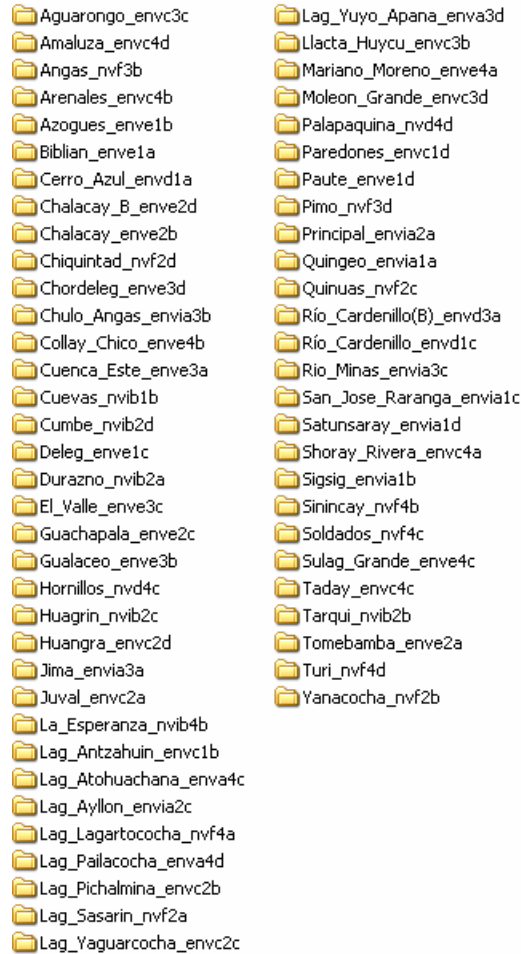 Aguarongo_envc3c
Amaluza_envc4d
Angas_nvf3b
Arenales_envc4b
Azogues_enve1b
Biblian_enve1a
Cerro_Azul_envd1a
Chalacay_B_enve2d
Chalacay_enve2b
Chiquintad_nvf2d
Chordeleg_enve3d
Chulo_Angas_envia3b
Collay_Chico_enve4b
Cuenca_Este_enve3a
Cuevas_nvib1b
Cumbe_nvib2d
Deleg_enve1c
Durazno_nvib2a
El_Valle_enve3c
Guachapala_enve2c
Gualaceo_enve3b
Hornillos_nvd4c
Huagrin_nvib2c
Huangra_envc2d
Jima_envia3a
Juval_envc2a
La_Esperanza_nvib4b
Lag_Antzahuin_envc1b
Lag_Atohuachana_enva4c
Lag_Ayllon_envia2c
Lag_Lagartococha_nvf4a
Lag_Pailacocha_enva4d
Lag_Pichalmina_envc2b
Lag_Sasarin_nvf2a
Lag_Yaguarcocha_envc2c
Lag_Yuyo_Apana_enva3d
Llacta_Huycu_envc3b
Mariano_Moreno_enve4a
Moleon_Grande_envc3d
Palapaquina_nvd4d
Paredones_envc1d
Paute_enve1d
Pimo_nvf3d
Principal_envia2a
Quingeo_envia1a
Quinuas_nvf2c
Río_Cardenillo(B)_envd3a
Río_Cardenillo_envd1c
Rio_Minas_envia3c
San_Jose_Raranga_envia1c
Satunsaray_envia1d
Shoray_Rivera_envc4a
Sigsig_envia1b
Sinincay_nvf4b
Soldados_nvf4c
Sulag_Grande_enve4c
Taday_envc4c
Tarqui_nvib2b
Tomebamba_enve2a
Turi_nvf4d
Yanacocha_nvf2b